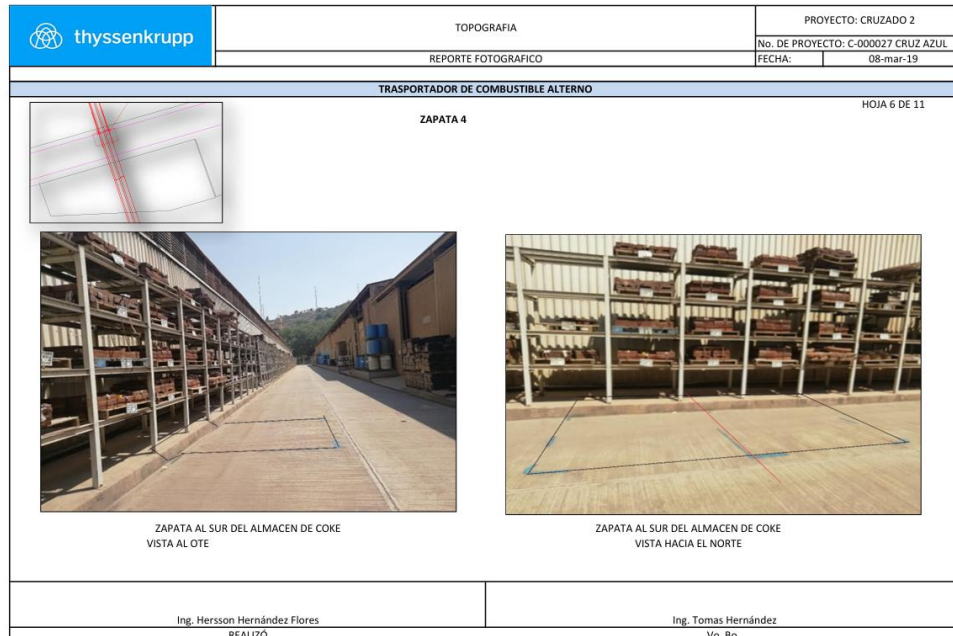 thyssenkrupp
TOPOGRAFIA
REPORTE FOTOGRAFICO
PROYECTO: CRUZADO 2
No. DE PROYECTO: C-000027 CRUZ AZUL
FECHA: 08-mar-19
TRASPORTADOR DE COMBUSTIBLE ALTERNO
HOJA 6 DE 11
ZAPATA 4
ZAPATA AL SUR DEL ALMACEN DE COKE
VISTA AL OTE
ZAPATA AL SUR DEL ALMACEN DE COKE
VISTA HACIA EL NORTE
Ing. Hersson Hernández Flores
REALIZÓ
Ing. Tomas Hernández
Vo. Bo.